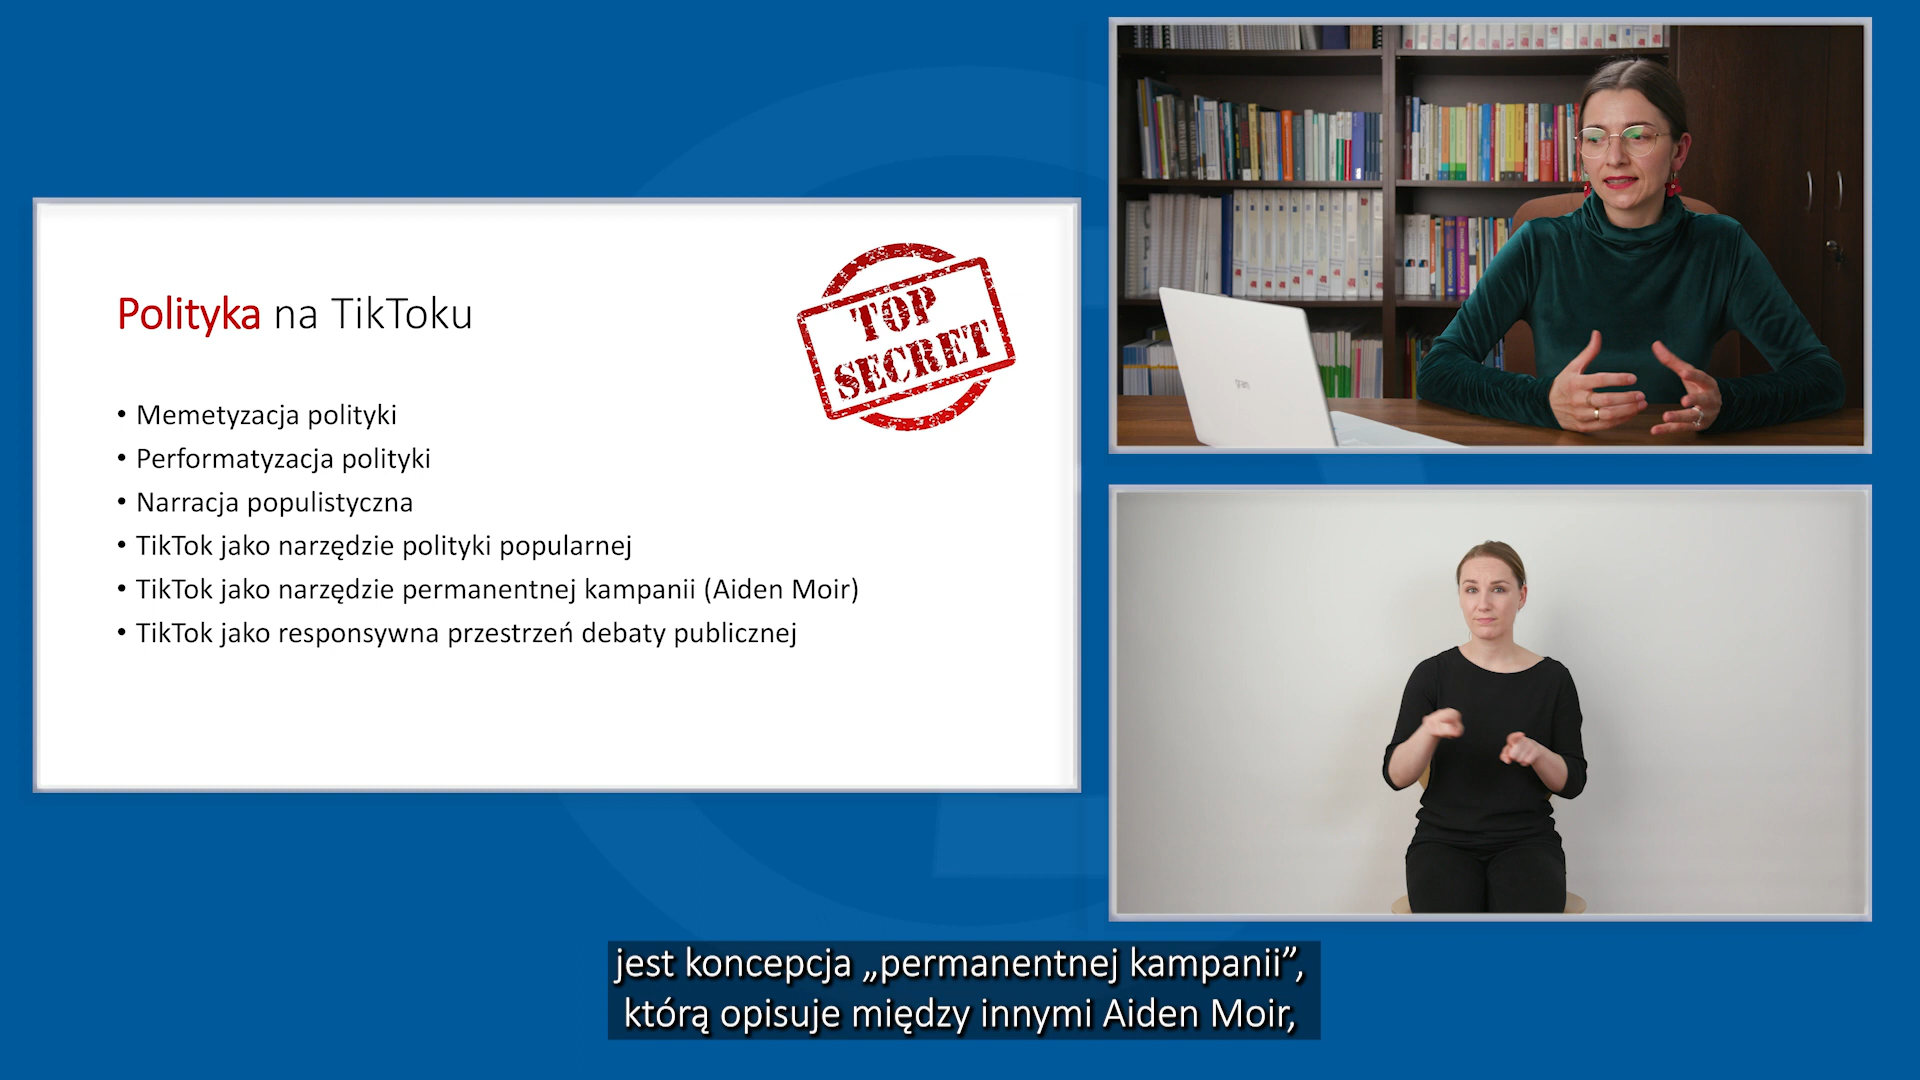 Polityka na TikToku
TOP
SECRET
• Memetyzacja polityki
• Performatyzacja polityki
• Narracja populistyczna
• TikTok jako narzędzie polityki popularnej
• TikTok jako narzędzie permanentnej kampanii (Aiden Moir)
• TikTok jako responsywna przestrzeń debaty publicznej
gram
jest koncepcja „permanentnej kampanii”,
którą opisuje między innymi Aiden Moir,